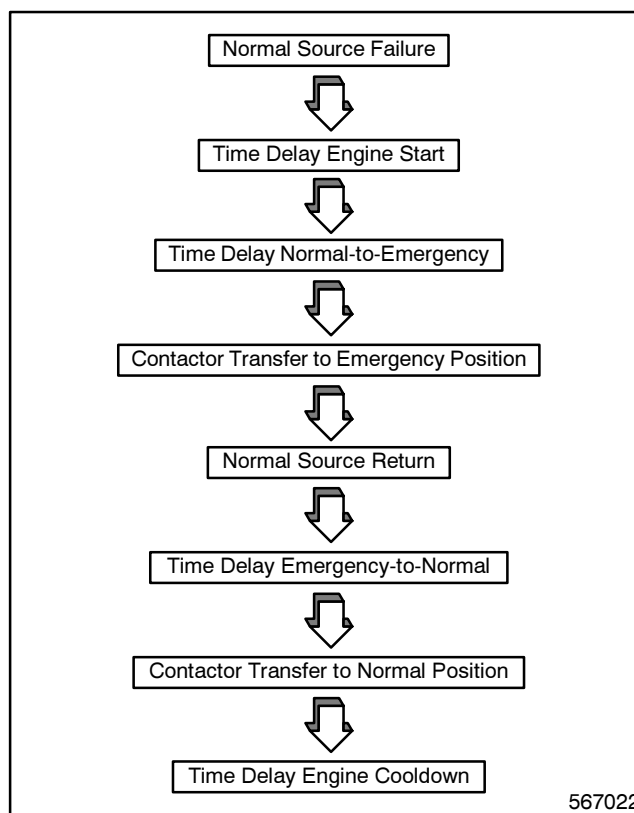 Normal Source Failure
Time Delay Engine Start
Time Delay Normal-to-Emergency
Contactor Transfer to Emergency Position
Normal Source Return
Time Delay Emergency-to-Normal
Contactor Transfer to Normal Position
Time Delay Engine Cooldown
567022